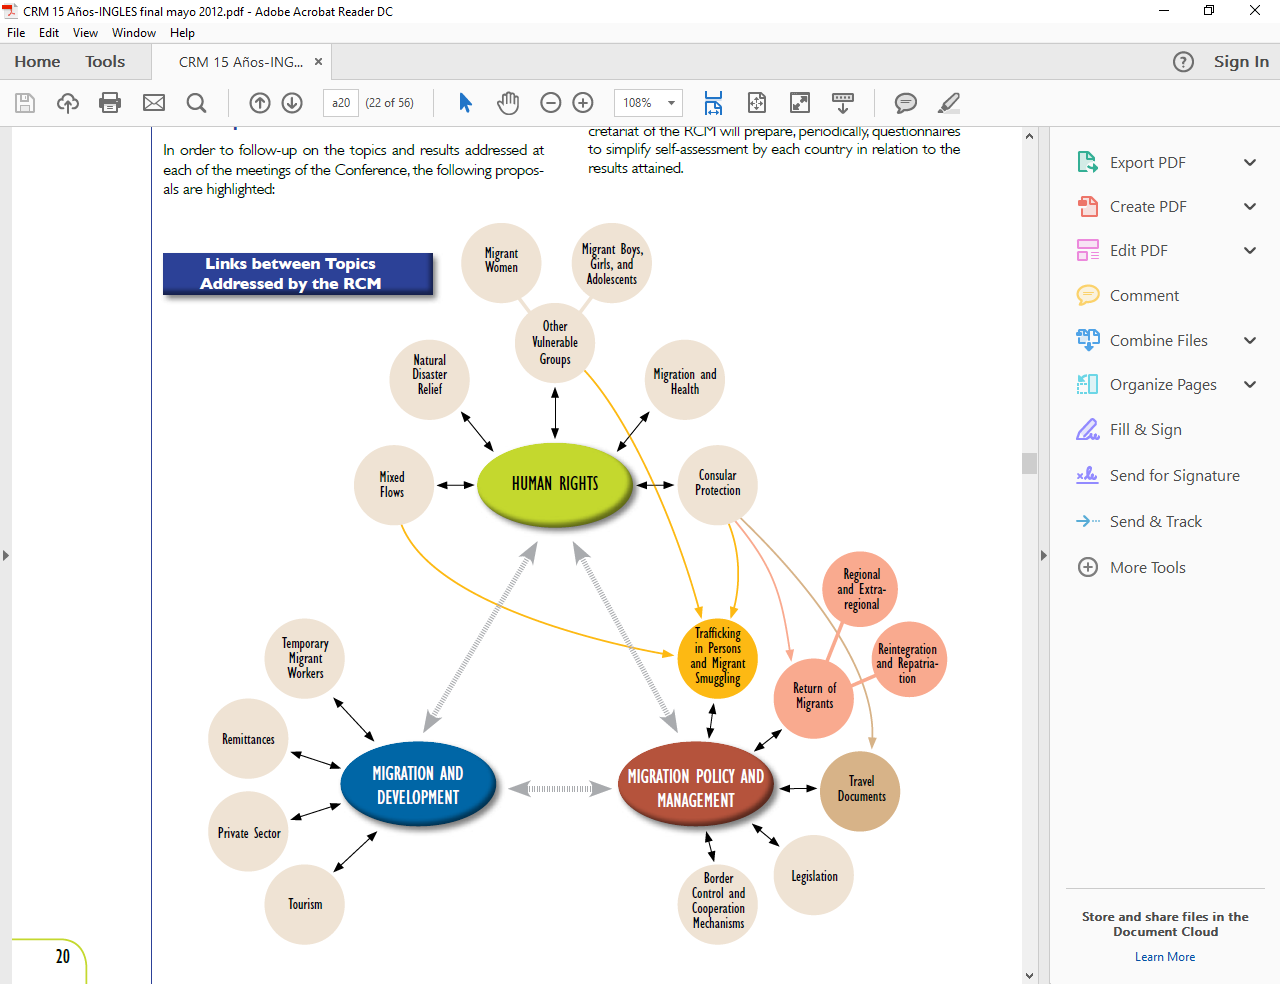 CRM 15 Años-INGLES final mayo 2012.pdf - Adobe Acrobat Reader DC
File Edit View Window Help
Home Tools CRM 15 Años-ING... × ? Sign In
a20 (22 of 56) 108%
In order to follow-up on the topics and results addressed at
each of the meetings of the Conference, the following propos-
als are highlighted:
cretariat of the RCM will prepare, periodically, questionnaires
to simplify self-assessment by each country in relation to the
results attained.
Links between Topics
Addressed by the RCM
Migrant
Women
Migrant Boys,
Girls, and
Adolescents
Other
Vulnerable
Groups
Natural
Disaster
Relief
Migration and
Health
Mixed
Flows
HUMAN RIGHTS
Consular
Protection
Regional
and Extra-
regional
Trafficking
in Persons
and Migrant
Smuggling
Reintegration
and Repatria-
tion
Return of
Migrants
Temporary
Migrant
Workers
Remittances
MIGRATION AND
DEVELOPMENT
MIGRATION POLICY AND
MANAGEMENT
Travel
Documents
Private Sector
Tourism
Border
Control and
Cooperation
Mechanisms
Legislation
20
Export PDF
Create PDF
Edit PDF
Comment
Combine Files
Organize Pages
Fill & Sign
Send for Signature
Send & Track
More Tools
Store and share files in the
Document Cloud
Learn More